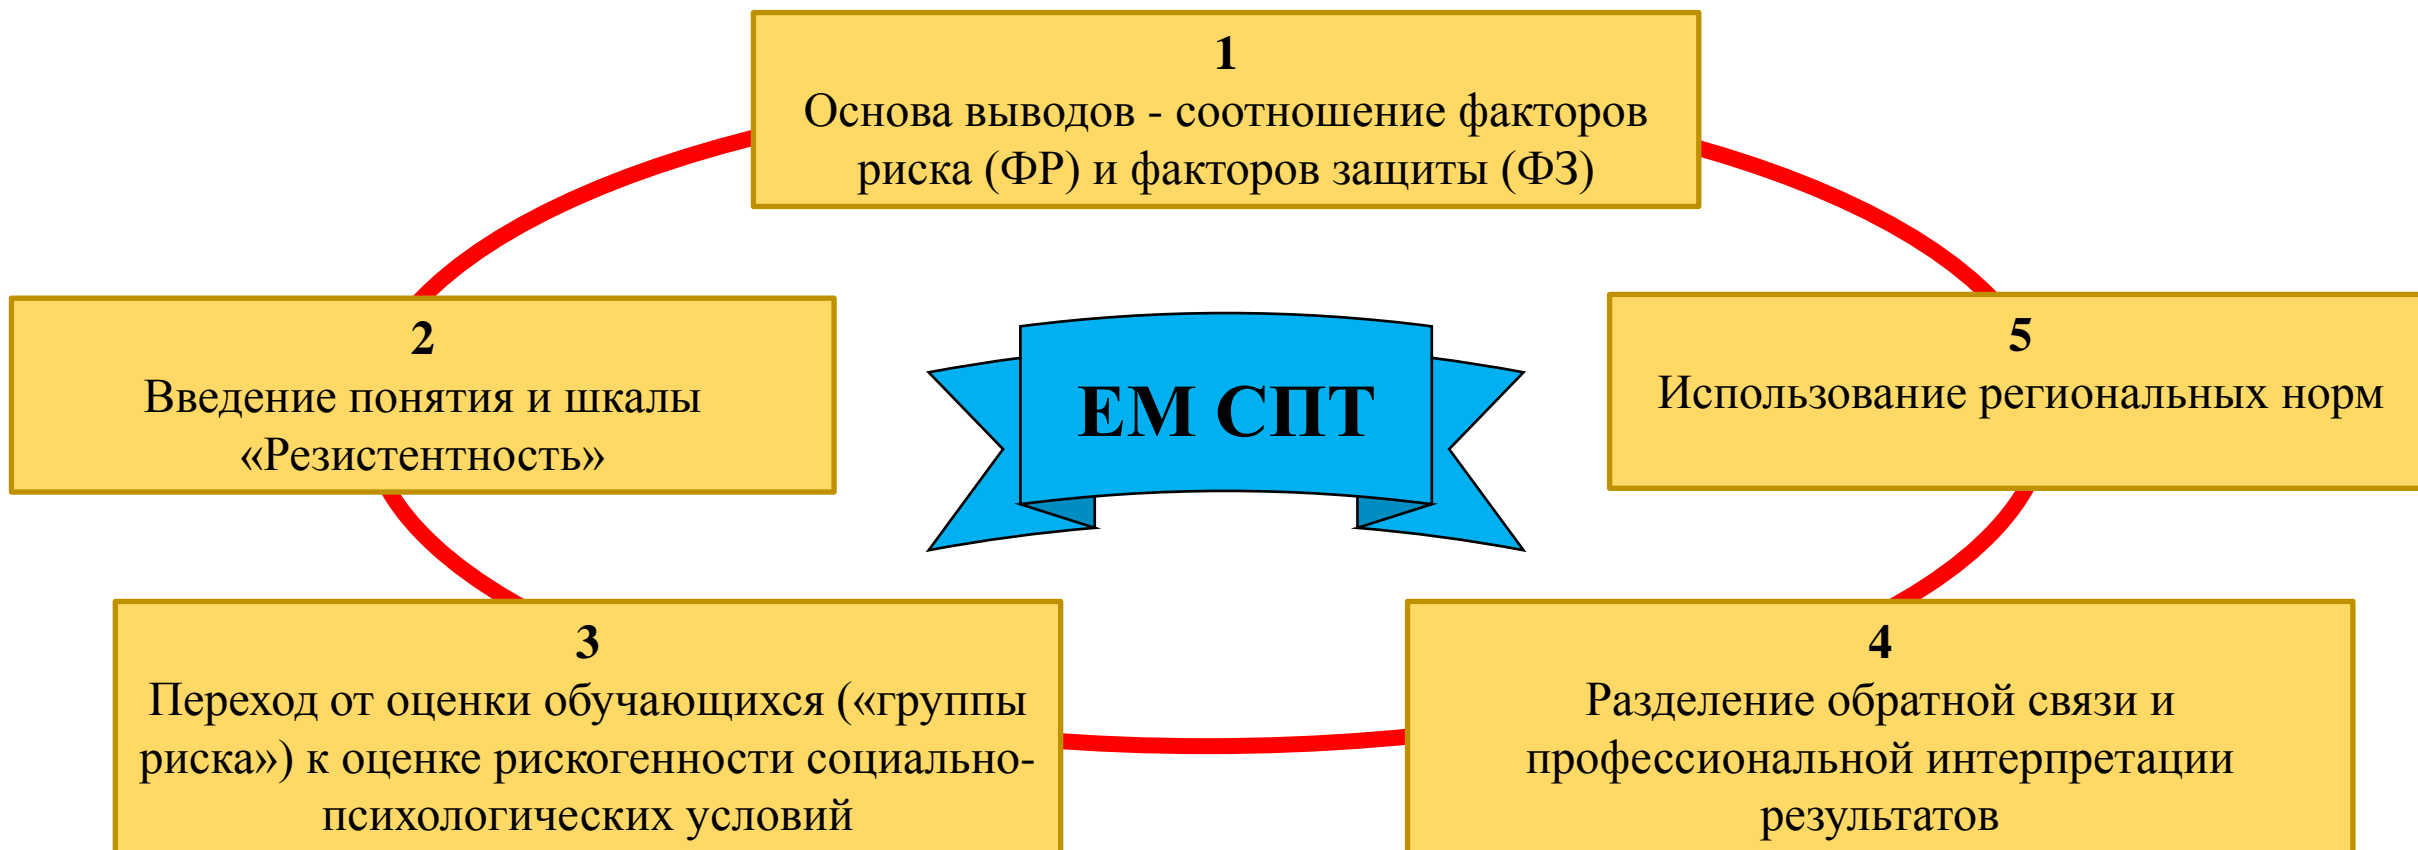 1
Основа выводов - соотношение факторов
риска (ФР) и факторов защиты (ФЗ)
2
Введение понятия и шкалы
«Резистентность»
ЕМ СПТ
5
Использование региональных норм
3
Переход от оценки обучающихся («группы
риска») к оценке рискогенности социально-
психологических условий
4
Разделение обратной связи и
профессиональной интерпретации
результатов